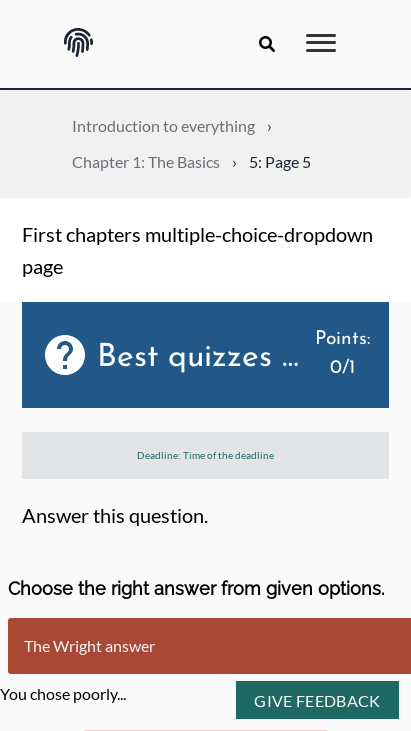 Introduction to everything ›
Chapter 1: The Basics › 5: Page 5
First chapters multiple-choice-dropdown
page
Best quizzes ...
Points:
0/1
Deadline: Time of the deadline
Answer this question.
Choose the right answer from given options.
The Wright answer
You chose poorly...
GIVE FEEDBACK